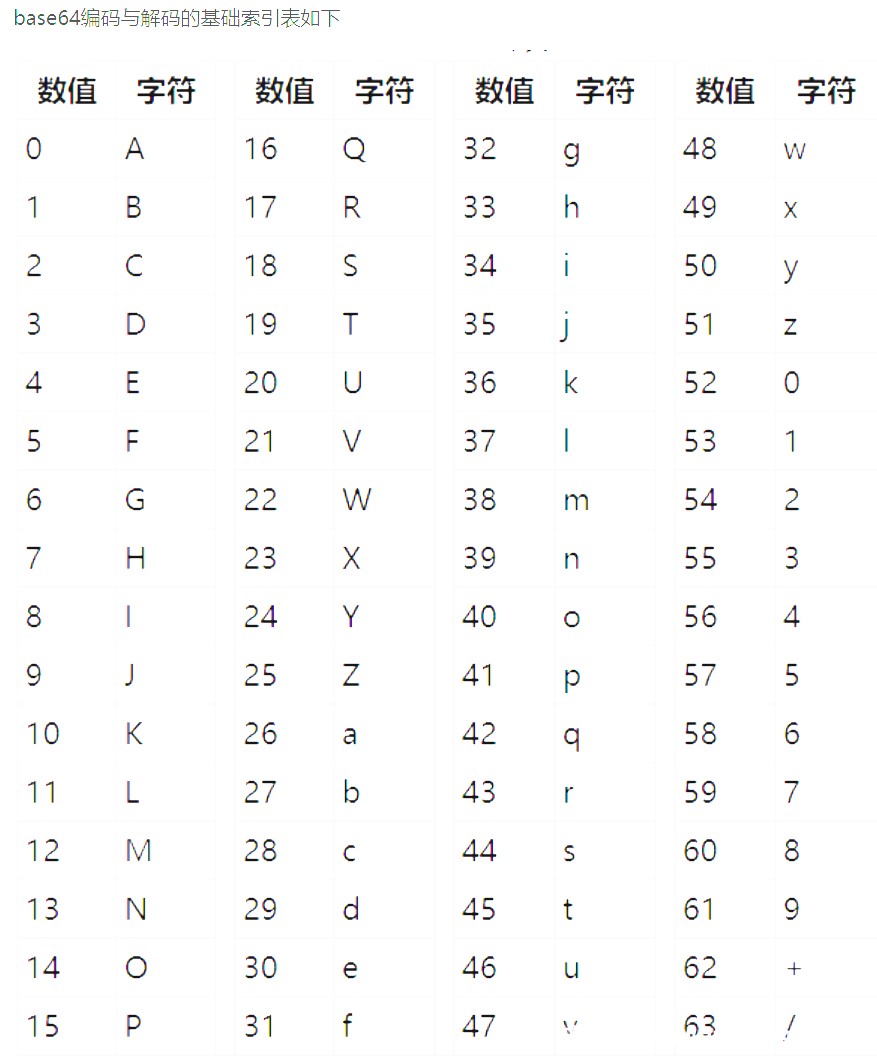 base64编码与解码的基础索引表如下
数值 字符 数值 字符 数值 字符 数值 字符
0 A 16 Q 32 g 48 w
1 B 17 R 33 h 49 x
2 C 18 S 34 i 50 y
3 D 19 T 35 j 51 z
4 E 20 U 36 k 52 0
5 F 21 V 37 l 53 1
6 G 22 W 38 m 54 2
7 H 23 X 39 n 55 3
8 I 24 Y 40 o 56 4
9 J 25 Z 41 p 57 5
10 K 26 a 42 q 58 6
11 L 27 b 43 r 59 7
12 M 28 c 44 s 60 8
13 N 29 d 45 t 61 9
14 O 30 e 46 u 62 +
15 P 31 f 47 v 63 /